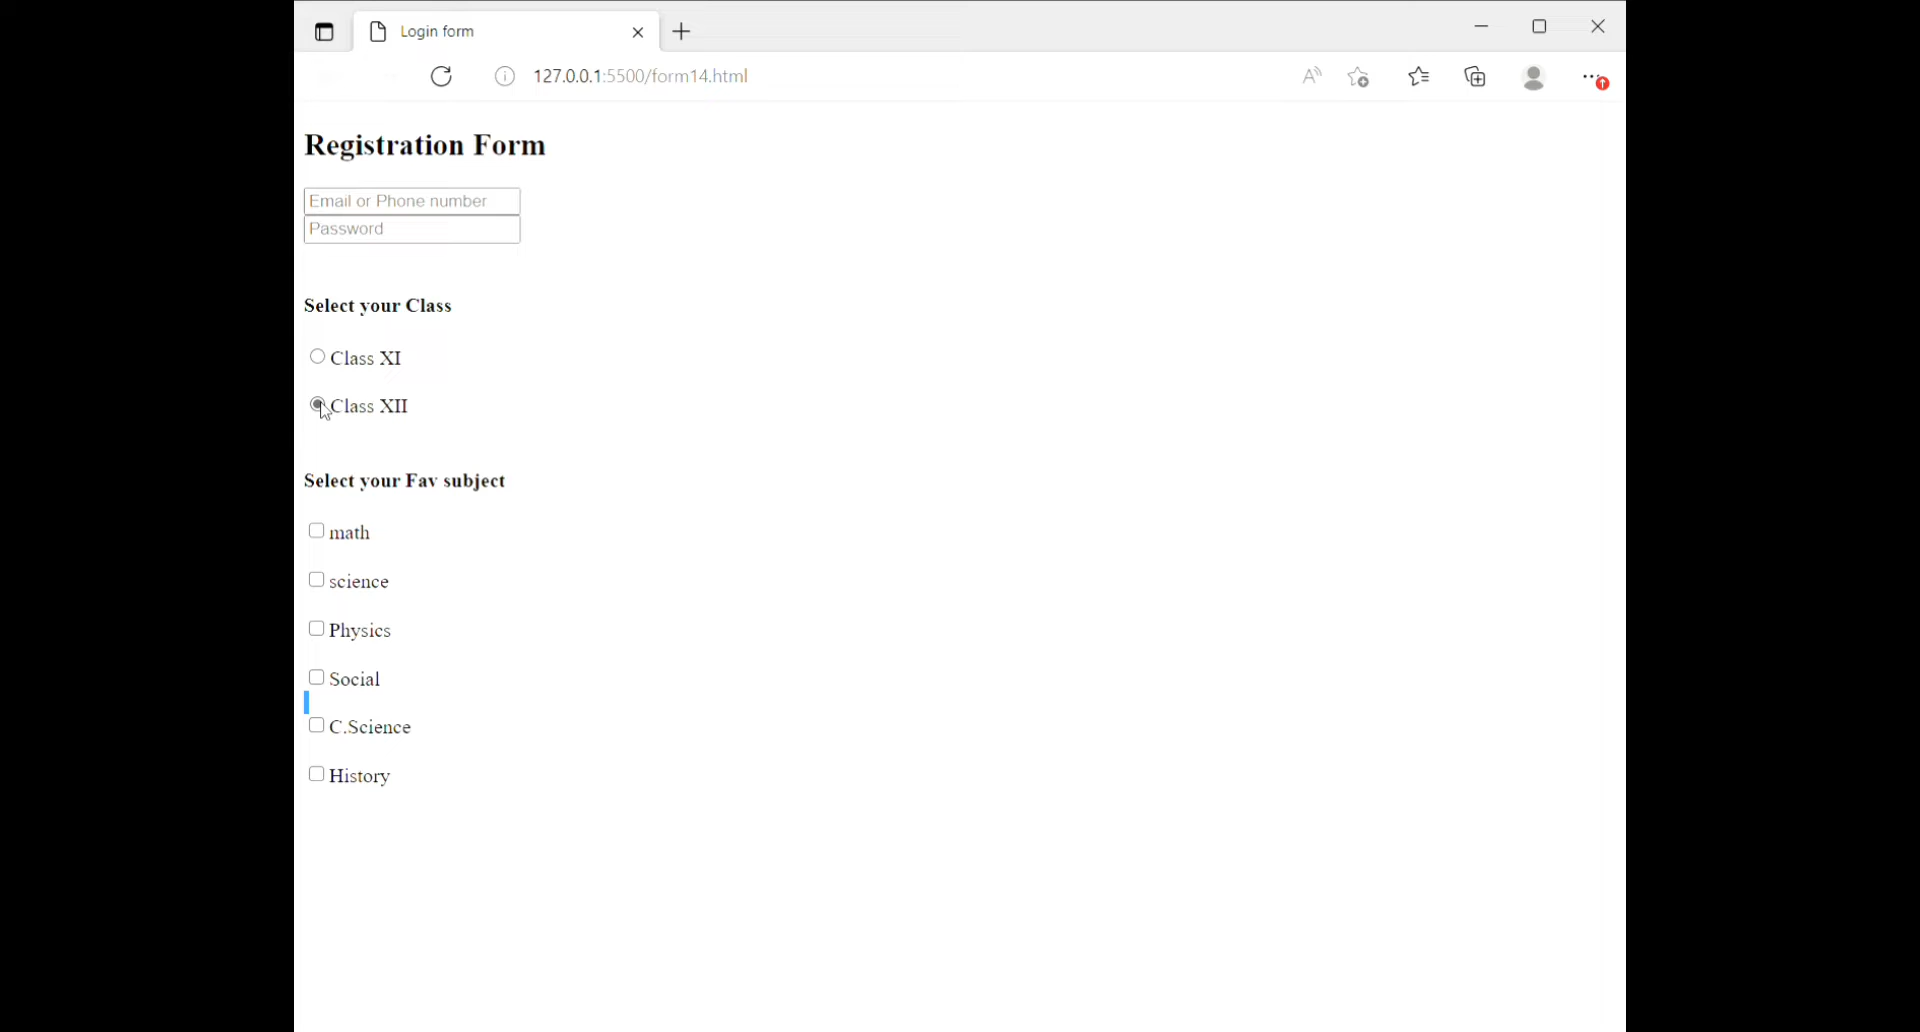 Login form
127.0.0.1:5500/form14.html
Registration Form
Email or Phone number
Password
Select your Class
Class XI
Class XII
Select your Fav subject
math
science
Physics
Social
C.Science
History